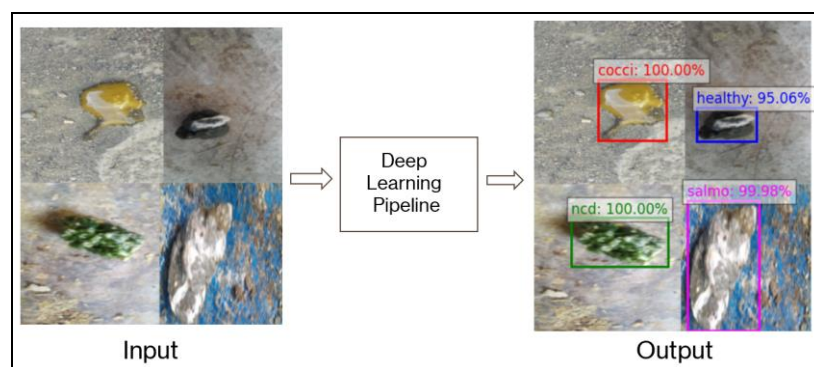 cocci: 100.00%
healthy: 95.06%
Deep
Learning
Pipeline
ncd: 100.00%
salmo: 99.98%
Input
Output